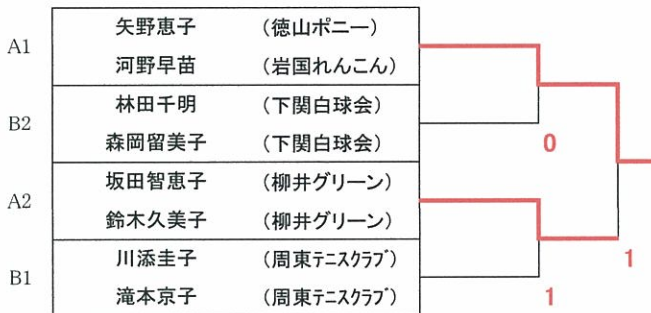 A1
矢野恵子 (徳山ポニー)
河野早苗 (岩国れんこん)
B2
林田千明 (下関白球会)
森岡留美子 (下関白球会)
0
A2
坂田智恵子 (柳井グリーン)
鈴木久美子 (柳井グリーン)
1
B1
川添圭子 (周東テニスクラブ)
滝本京子 (周東テニスクラブ)
1